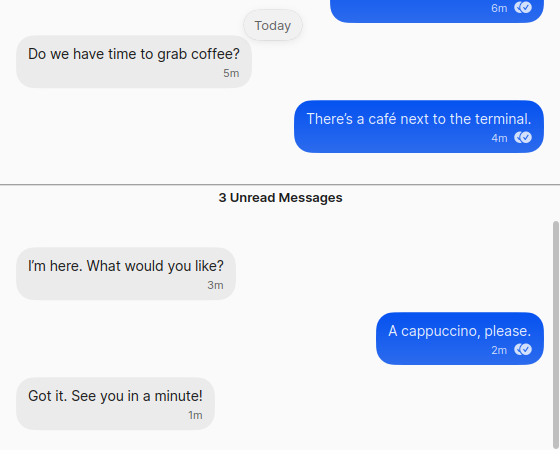 6m
Today
Do we have time to grab coffee?
5m
There’s a café next to the terminal.
4m
3 Unread Messages
I’m here. What would you like?
3m
A cappuccino, please.
2m
Got it. See you in a minute!
1m